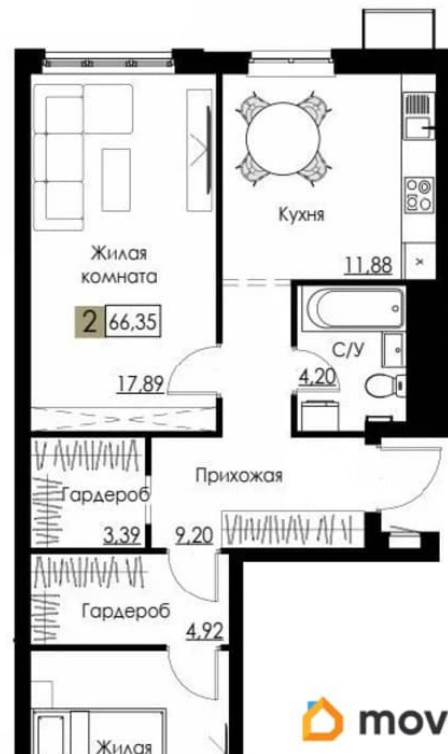 Кухня
11,88
Жилая
комната
2 66,35
17,89
С/У
4,20
Прихожая
9,20
Гардероб
3,39
Гардероб
4,92
Жилая
mov